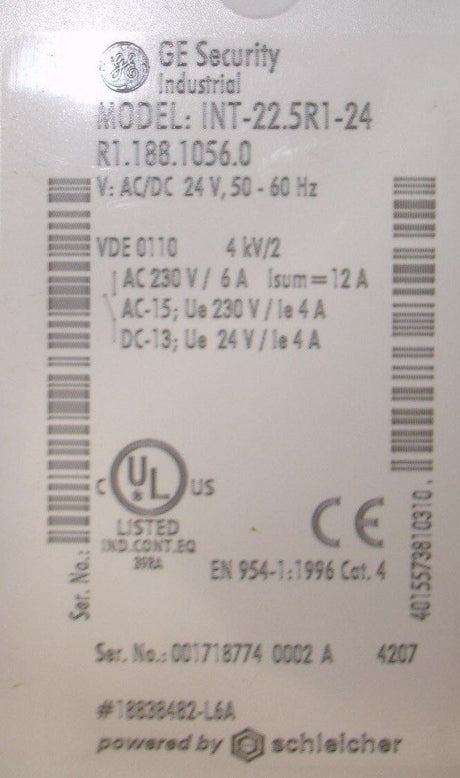 GE Security
Industrial
MODEL: INT-22.5R1-24
R1.188.1056.0
V: AC/DC 24 V, 50 - 60 Hz
VDE 0110 4 kV/2
AC 230 V / 6 A Isum=12 A
AC-15; Ue 230 V / Ie 4 A
DC-13; Ue 24 V / Ie 4 A
C UL US
®
LISTED
IND.CONT.EQ
CE
EN 954-1:1996 Cat. 4
Ser. No.:
4015573810310
Ser. No.: 001718774 0002 A 4207
#18838482-L6A
powered by schleicher